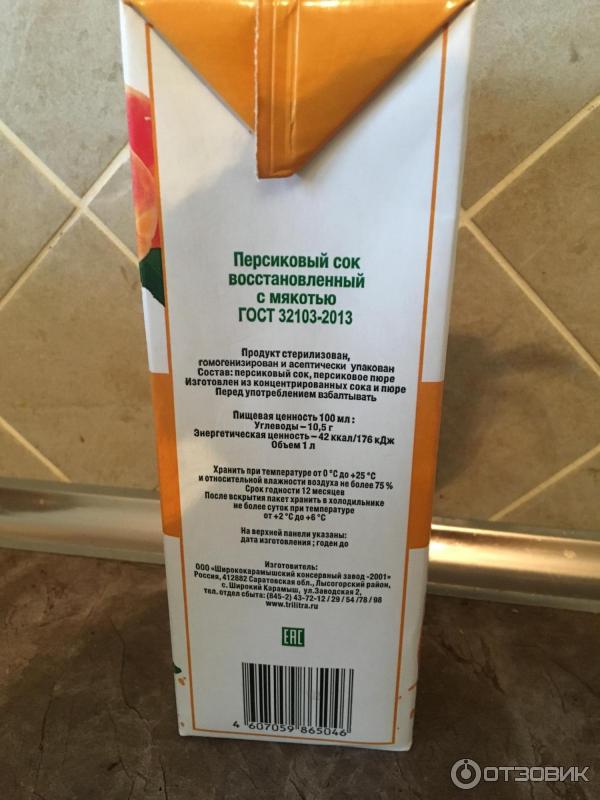 Персиковый сок
восстановленный
с мякотью
ГОСТ 32103-2013
Продукт стерилизован,
гомогенизирован и асептически упакован
Состав: персиковый сок, персиковое пюре
Изготовлен из концентрированных сока и пюре
Перед употреблением взбалтывать
Пищевая ценность 100 мл :
Углеводы – 10,5 г
Энергетическая ценность – 42 ккал/176 кДж
Объем 1 л
Хранить при температуре от 0 °С до +25 °С
и относительной влажности воздуха не более 75 %
Срок годности 12 месяцев
После вскрытия пакет хранить в холодильнике
не более суток при температуре
от +2 °С до +6 °С
На верхней панели указаны:
дата изготовления ; годен до
Изготовитель:
ООО «Ширококарамышский консервный завод -2001»
Россия, 412882 Саратовская обл., Лысогорский район,
с. Широкий Карамыш, ул.Заводская 2,
тел. отдел сбыта: (845-2) 43-72-12 / 29 / 54 /78 / 98
www.trilitra.ru
ЕАС
4 607059 865046
ОТЗОВИК